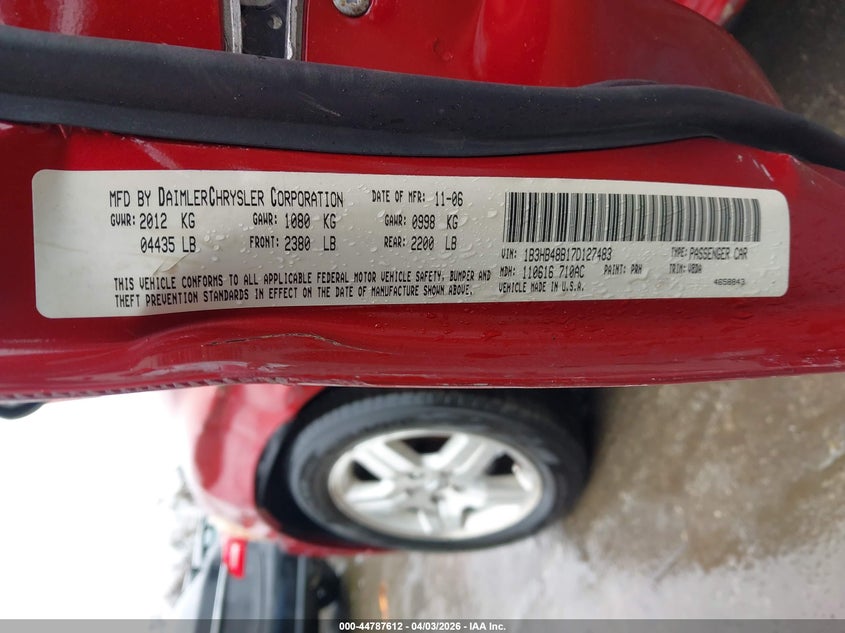 MFD BY DAIMLERCHRYSLER CORPORATION DATE OF MFR: 11-06
GVWR: 2012 KG GAWR: 1080 KG GAWR: 0998 KG
04435 LB FRONT: 2380 LB REAR: 2200 LB
THIS VEHICLE CONFORMS TO ALL APPLICABLE FEDERAL MOTOR VEHICLE SAFETY, BUMPER AND
THEFT PREVENTION STANDARDS IN EFFECT ON THE DATE OF MANUFACTURE SHOWN ABOVE.
VIN: 1B3HB48B17D127483 TYPE: PASSENGER CAR
MDH: 110616 710AC PAINT: PRH TRIM: VEDA
VEHICLE MADE IN U.S.A. 4658843
000-44787612 - 04/03/2026 - IAA Inc.